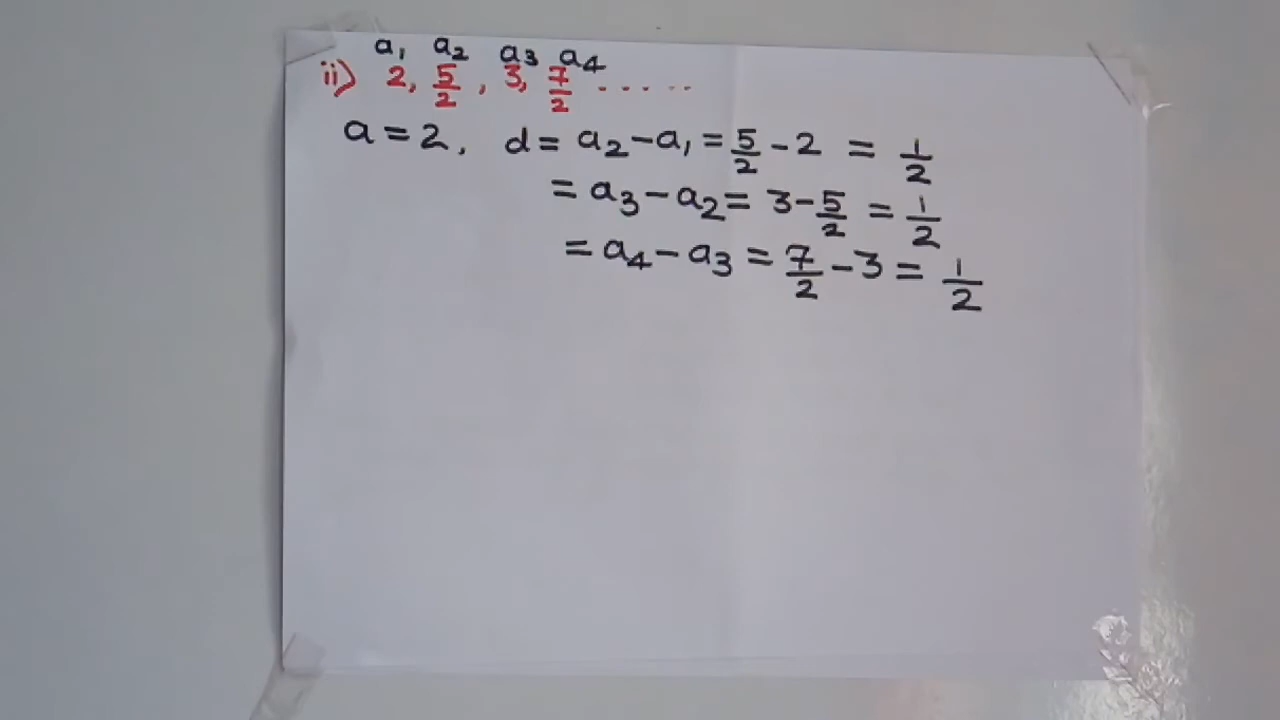 a₁ a₂ a₃ a₄
ii) 2, 5/2, 3, 7/2 .....
a = 2, d = a₂ - a₁ = 5/2 - 2 = 1/2
= a₃ - a₂ = 3 - 5/2 = 1/2
= a₄ - a₃ = 7/2 - 3 = 1/2